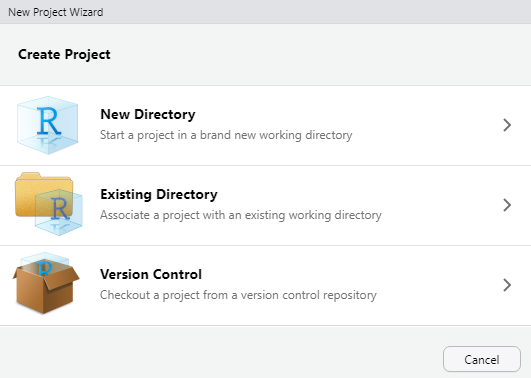 New Project Wizard
Create Project
R
New Directory
Start a project in a brand new working directory
R
Existing Directory
Associate a project with an existing working directory
R
Version Control
Checkout a project from a version control repository
Cancel